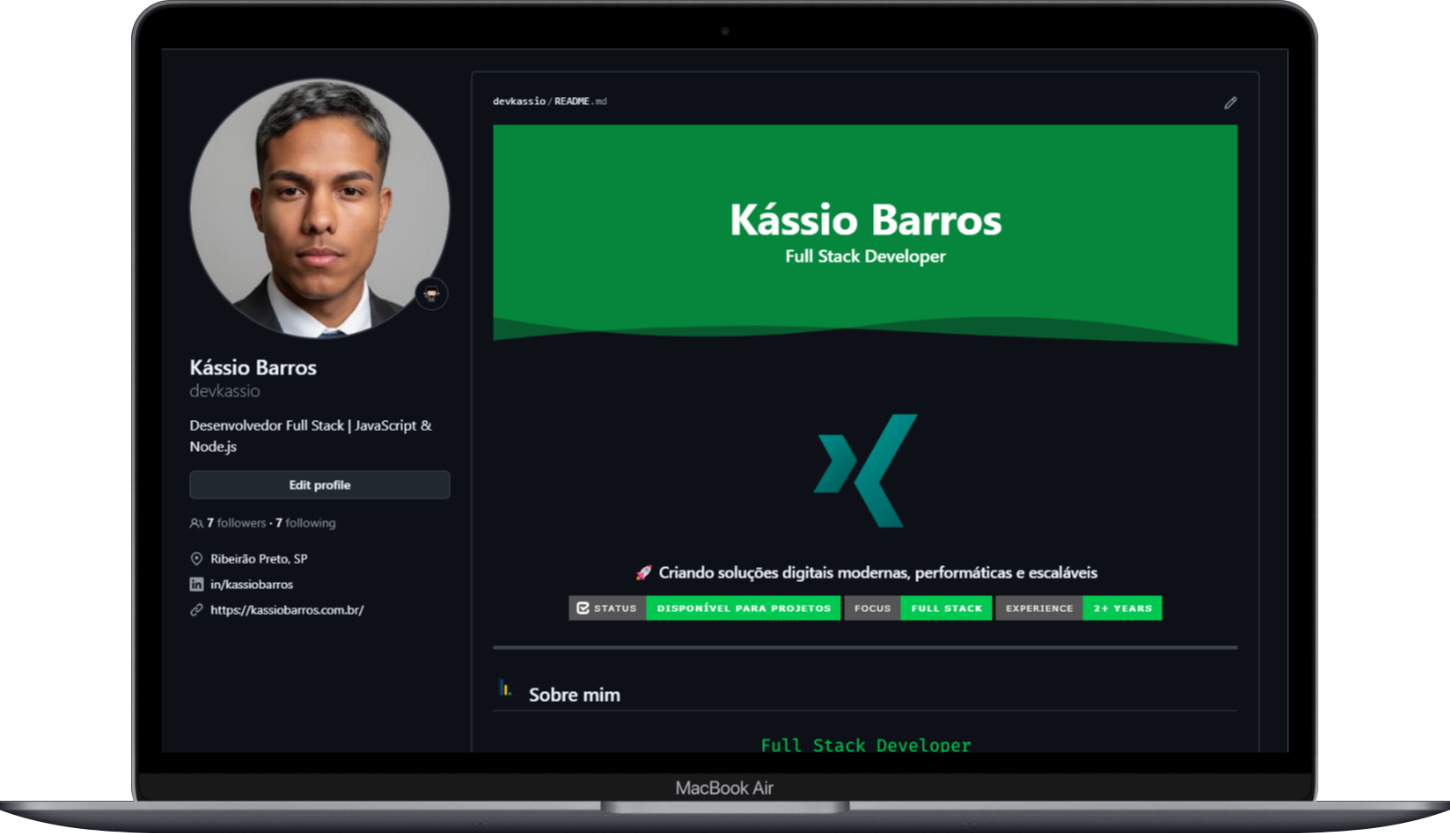 Kássio Barros
devkassio
Desenvolvedor Full Stack | JavaScript &
Node.js
Edit profile
7 followers · 7 following
Ribeirão Preto, SP
in/kassiobarros
https://kassiobarros.com.br/
devkassio/README.md
Kássio Barros
Full Stack Developer
Criando soluções digitais modernas, performáticas e escaláveis
STATUS DISPONÍVEL PARA PROJETOS FOCUS FULL STACK EXPERIENCE 2+ YEARS
Sobre mim
Full Stack Developer
MacBook Air